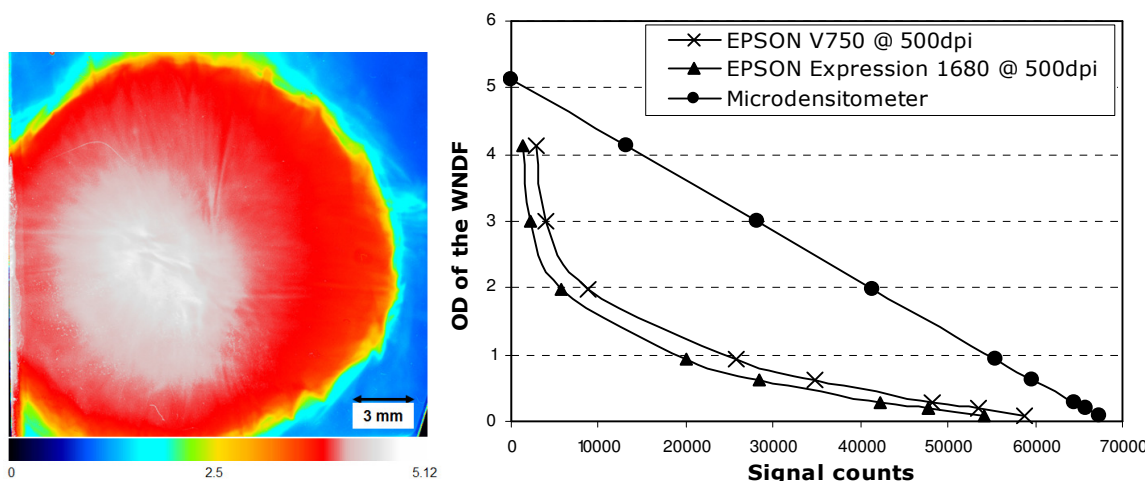 3 mm
0 2.5 5.12
EPSON V750 @ 500dpi
EPSON Expression 1680 @ 500dpi
Microdensitometer
OD of the WNDF
6
5
4
3
2
1
0
0 10000 20000 30000 40000 50000 60000 70000
Signal counts